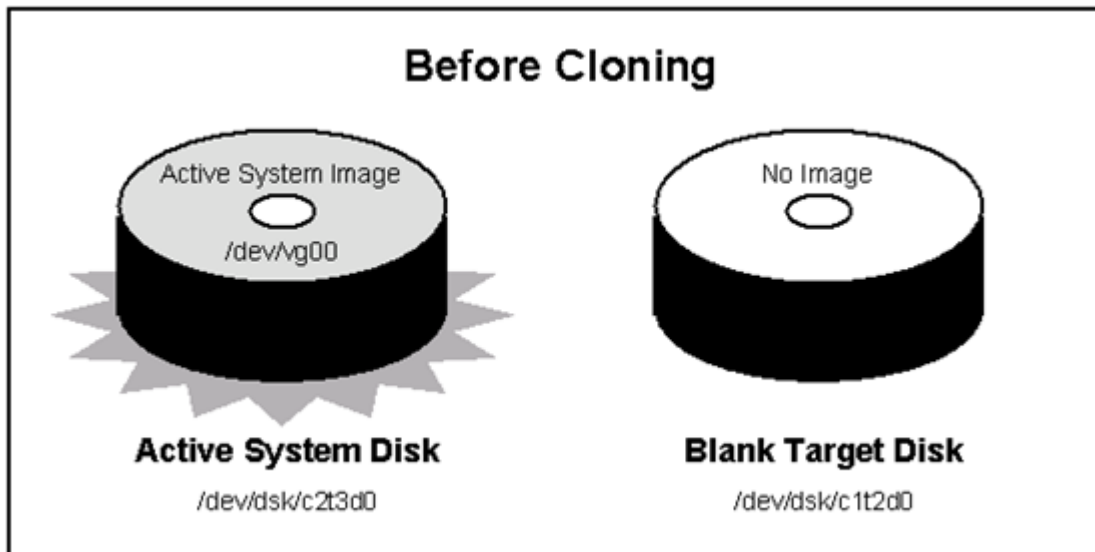 Before Cloning
Active System Image
/dev/vg00
Active System Disk
/dev/dsk/c2t3d0
No Image
Blank Target Disk
/dev/dsk/c1t2d0